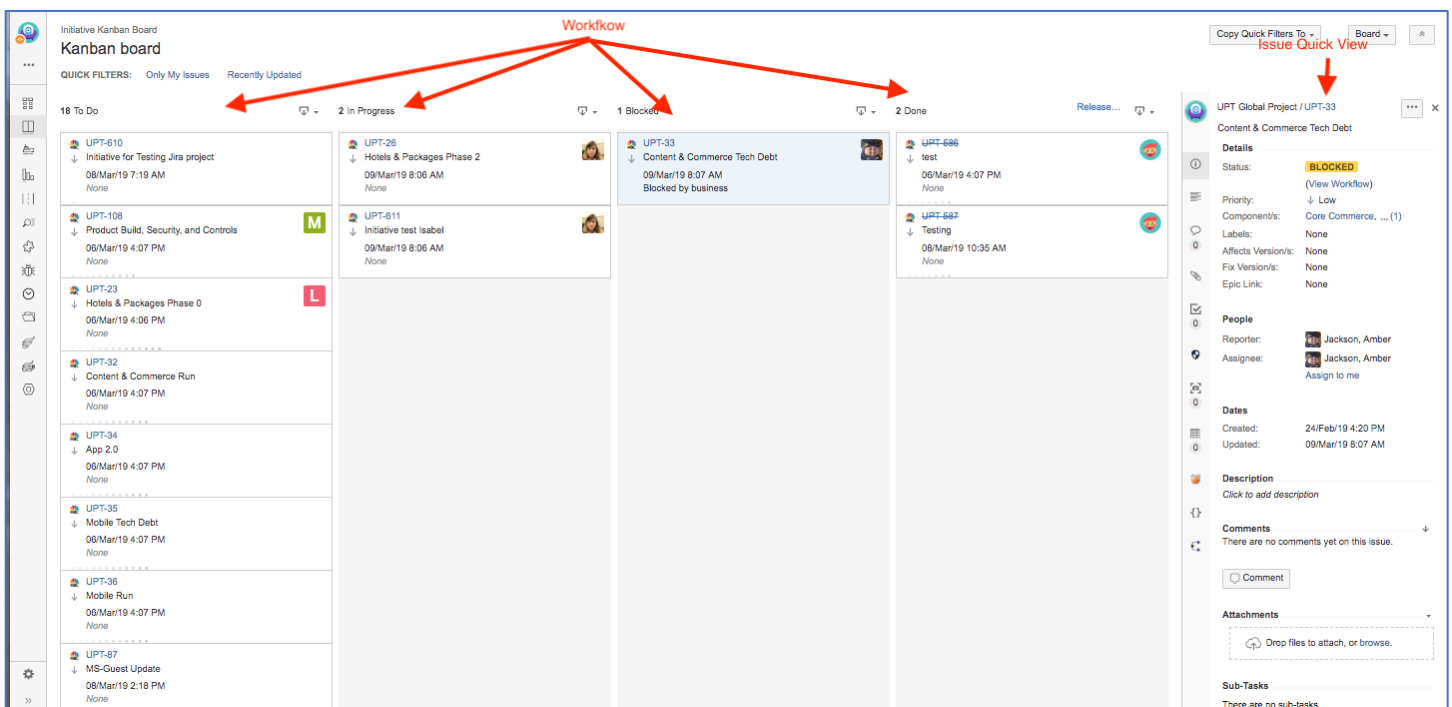 Initiative Kanban Board
Kanban board
Workfkow
Copy Quick Filters To
Board
Issue Quick View
QUICK FILTERS: Only My Issues Recently Updated
18 To Do
UPT-610
Initiative for Testing Jira project
08/Mar/19 7:19 AM
None
UPT-108
M
Product Build, Security, and Controls
06/Mar/19 4:07 PM
None
UPT-23
L
Hotels & Packages Phase 0
06/Mar/19 4:06 PM
None
UPT-32
Content & Commerce Run
06/Mar/19 4:07 PM
None
UPT-34
App 2.0
06/Mar/19 4:07 PM
None
UPT-35
Mobile Tech Debt
06/Mar/19 4:07 PM
None
UPT-36
Mobile Run
06/Mar/19 4:07 PM
None
UPT-87
MS-Guest Update
08/Mar/19 2:18 PM
None
2 In Progress
UPT-26
Hotels & Packages Phase 2
09/Mar/19 8:06 AM
None
UPT-611
Initiative test Isabel
09/Mar/19 8:06 AM
None
1 Blocked
UPT-33
Content & Commerce Tech Debt
09/Mar/19 8:07 AM
Blocked by business
2 Done
Release...
UPT-586
test
06/Mar/19 4:07 PM
None
UPT-587
Testing
08/Mar/19 10:35 AM
None
UPT Global Project / UPT-33
Content & Commerce Tech Debt
Details
Status: BLOCKED
(View Workflow)
Priority: Low
Component/s: Core Commerce, ,,, (1)
Labels: None
Affects Version/s: None
Fix Version/s: None
Epic Link: None
People
Reporter: Jackson, Amber
Assignee: Jackson, Amber
Assign to me
Dates
Created: 24/Feb/19 4:20 PM
Updated: 09/Mar/19 8:07 AM
Description
Click to add description
Comments
There are no comments yet on this issue.
Comment
Attachments
Drop files to attach, or browse.
Sub-Tasks
There are no sub-tasks
0
0
0
0